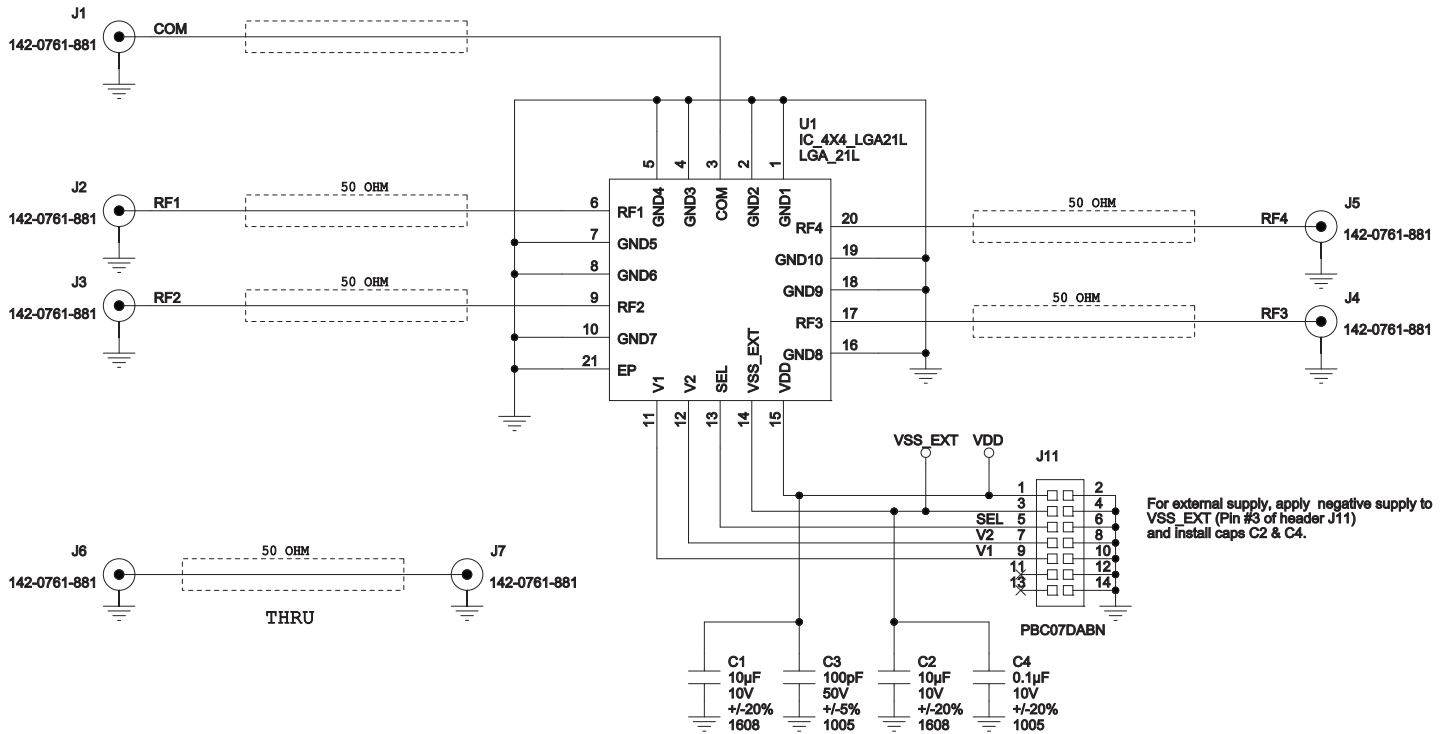 J1
142-0761-881
COM
U1
IC_4X4_LGA21L
LGA_21L
5
4
3
2
1
GND4
GND3
COM
GND2
GND1
J2
142-0761-881
RF1
50 OHM
6
RF1
7
GND5
8
GND6
J3
142-0761-881
RF2
50 OHM
9
RF2
10
GND7
21
EP
RF4
20
50 OHM
RF4
J5
142-0761-881
GND10
19
GND9
18
RF3
17
50 OHM
RF3
J4
142-0761-881
GND8
16
V1
V2
SEL
VSS_EXT
VDD
11
12
13
14
15
VSS_EXT
VDD
J11
1
2
3
4
SEL
5
6
V2
7
8
V1
9
10
11
12
13
14
PBC07DABN
For external supply, apply negative supply to
VSS_EXT (Pin #3 of header J11)
and install caps C2 & C4.
J6
142-0761-881
50 OHM
THRU
J7
142-0761-881
C1
10µF
10V
+/-20%
1608
C3
100pF
50V
+/-5%
1005
C2
10µF
10V
+/-20%
1608
C4
0.1µF
10V
+/-20%
1005